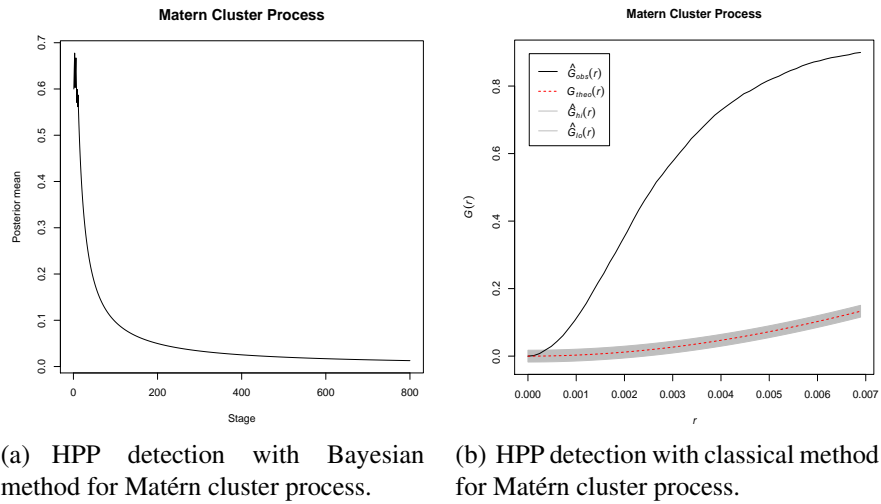 Matern Cluster Process
Posterior mean
0.7
0.6
0.5
0.4
0.3
0.2
0.1
0.0
0 200 400 600 800
Stage
(a) HPP detection with Bayesian
method for Matérn cluster process.
Matern Cluster Process
G(r)
0.8
0.6
0.4
0.2
0.0
Ĝobs(r)
Gtheo(r)
Ĝhi(r)
Ĝlo(r)
0.000 0.001 0.002 0.003 0.004 0.005 0.006 0.007
r
(b) HPP detection with classical method
for Matérn cluster process.